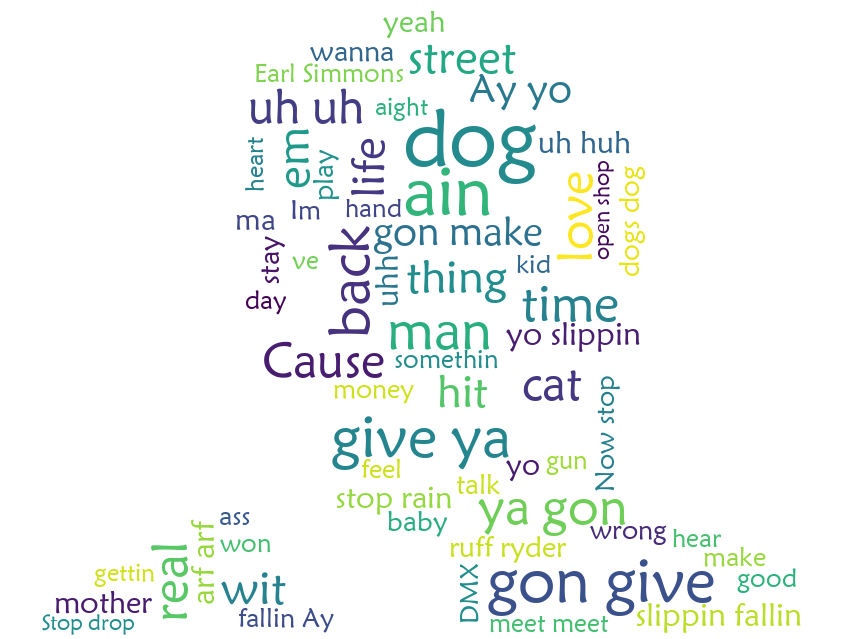 yeah
wanna
street
Earl Simmons
Ay yo
uh uh
aight
dog
uh huh
heart
em
play
life
ain
love
open shop
dogs dog
ma
Im
hand
gon make
stay
ve
back
uhh
thing
kid
day
time
man
yo slippin
Cause
somethin
money
hit
cat
Now stop
give ya
feel
yo
gun
talk
stop rain
ya gon
baby
ass
arf arf
won
real
wrong
hear
ruff ryder
make
gettin
wit
DMX
gon give
good
mother
fallin Ay
Stop drop
meet meet
slippin fallin